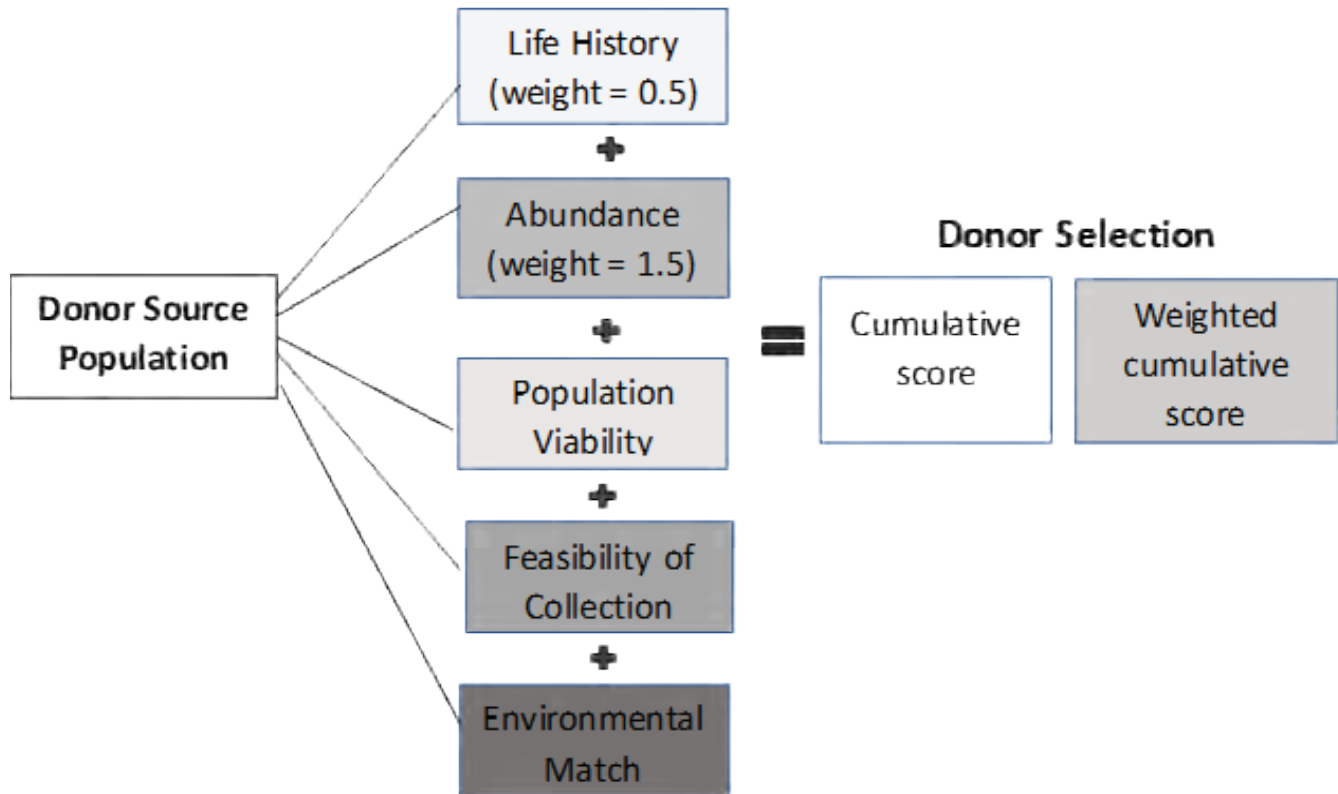 Donor Source
Population
Life History
(weight = 0.5)
+
Abundance
(weight = 1.5)
+
Population
Viability
+
Feasibility of
Collection
+
Environmental
Match
=
Donor Selection
Cumulative
score
Weighted
cumulative
score